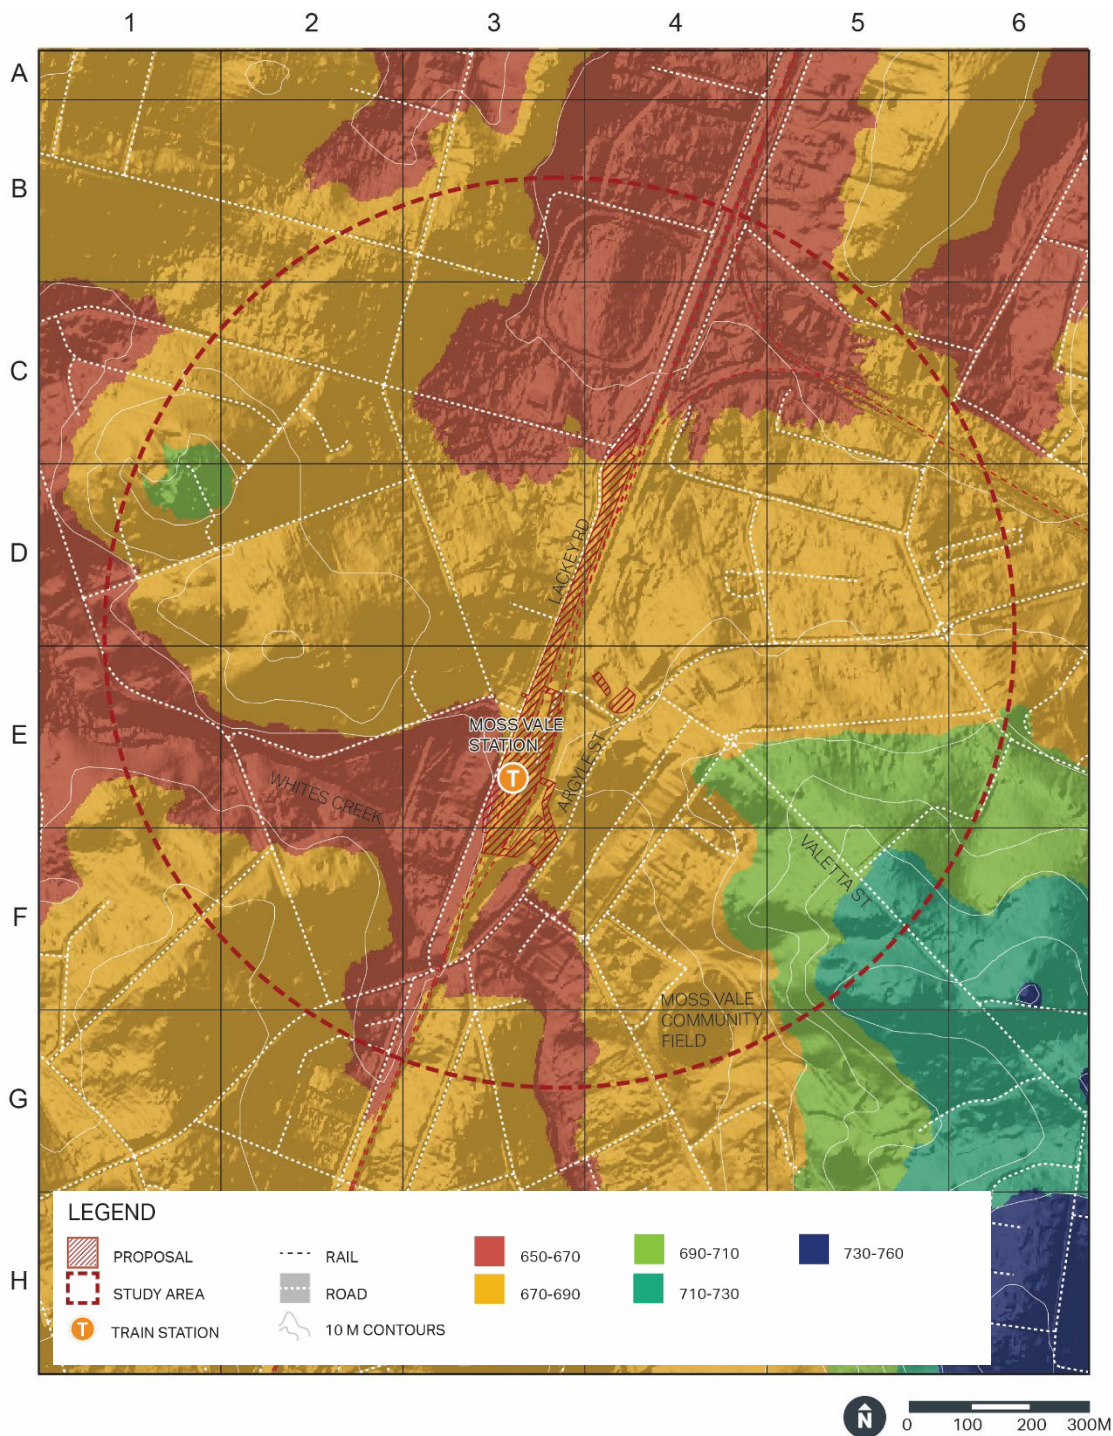 1 2 3 4 5 6
A
B
C
D
E
F
G
H
LACKEY RD
MOSS VALE
STATION
T
ARGYLE ST
WHITES CREEK
VALETTA ST
MOSS VALE
COMMUNITY
FIELD
LEGEND
PROPOSAL
STUDY AREA
T TRAIN STATION
RAIL
ROAD
10 M CONTOURS
650-670
670-690
690-710
710-730
730-760
N
0 100 200 300M